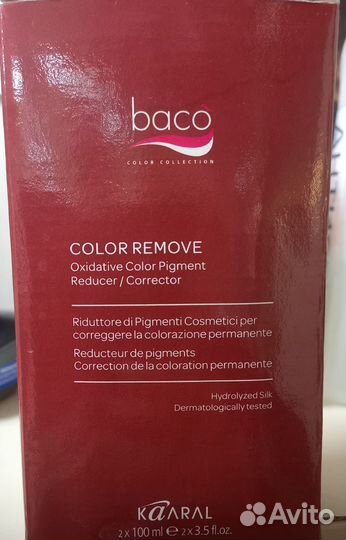 baco
COLOR COLLECTION
COLOR REMOVE
Oxidative Color Pigment
Reducer / Corrector
Riduttore di Pigmenti Cosmetici per
correggere la colorazione permanente
Reducteur de pigments
Correction de la coloration permanente
Hydrolyzed Silk
Dermatologically tested
KAARAL
2 x 100 ml ℮ 2 x 3.5 fl.oz.
Avito